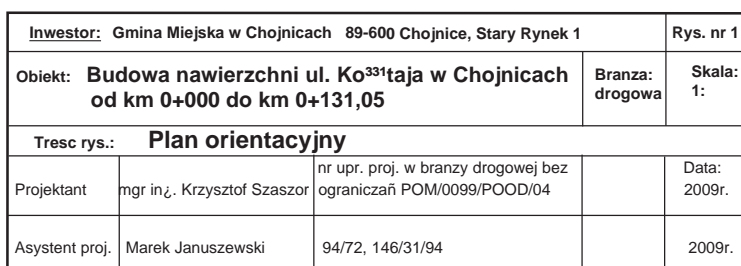 Inwestor: Gmina Miejska w Chojnicach 89-600 Chojnice, Stary Rynek 1 Rys. nr 1
Obiekt: Budowa nawierzchni ul. Ko³³¹taja w Chojnicach Branza: Skala:
od km 0+000 do km 0+131,05 drogowa 1:
Tresc rys.: Plan orientacyjny
nr upr. proj. w branzy drogowej bez Data:
Projektant mgr in¿. Krzysztof Szaszor ograniczañ POM/0099/POOD/04 2009r.
Asystent proj. Marek Januszewski 94/72, 146/31/94 2009r.